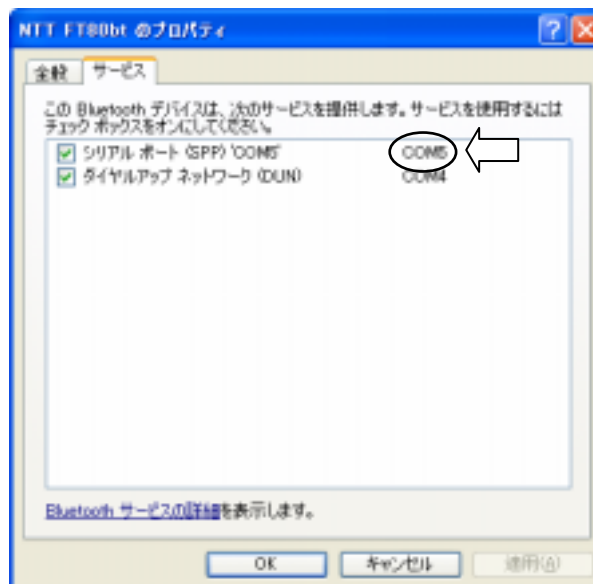 NTT FT80bt のプロパティ
全般 サービス
この Bluetooth デバイスは、次のサービスを提供します。サービスを使用するには
チェック ボックスをオンにしてください。
シリアル ポート (SPP) 'COM5' COM5
ダイヤルアップ ネットワーク (DUN) COM4
Bluetooth サービスの詳細を表示します。
OK キャンセル 適用(A)